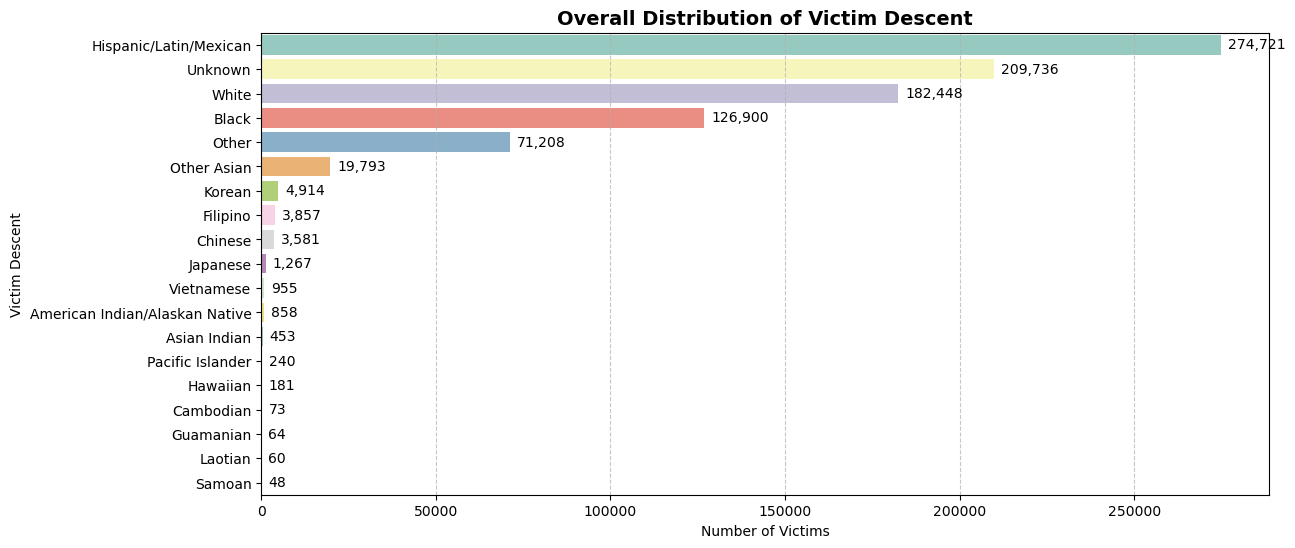 Overall Distribution of Victim Descent
Hispanic/Latin/Mexican 274,721
Unknown 209,736
White 182,448
Black 126,900
Other 71,208
Other Asian 19,793
Korean 4,914
Filipino 3,857
Chinese 3,581
Japanese 1,267
Vietnamese 955
American Indian/Alaskan Native 858
Asian Indian 453
Pacific Islander 240
Hawaiian 181
Cambodian 73
Guamanian 64
Laotian 60
Samoan 48
Victim Descent
0 50000 100000 150000 200000 250000
Number of Victims